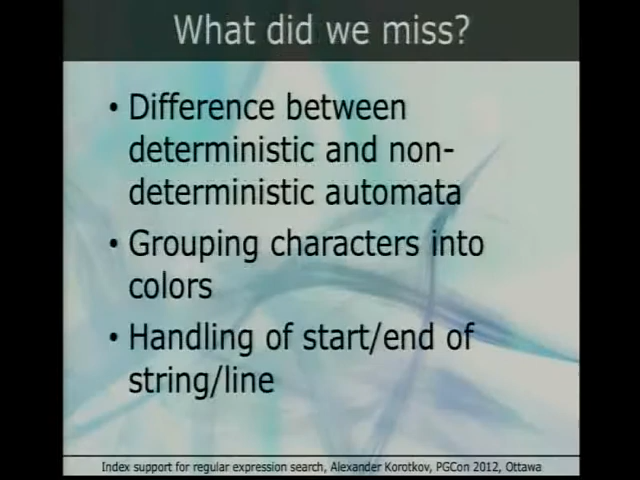 What did we miss?
• Difference between
deterministic and non-
deterministic automata
• Grouping characters into
colors
• Handling of start/end of
string/line
Index support for regular expression search, Alexander Korotkov, PGCon 2012, Ottawa